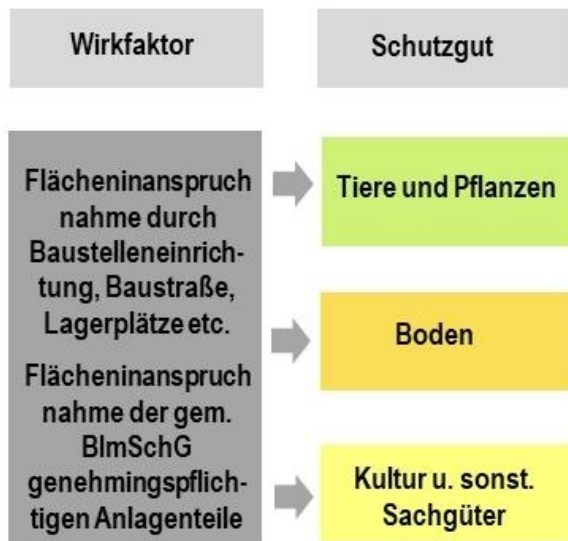 Wirkfaktor
Schutzgut
Flächeninanspruch
nahme durch
Baustelleneinrich-
tung, Baustraße,
Lagerplätze etc.
Flächeninanspruch
nahme der gem.
BImSchG
genehmingspflich-
tigen Anlagenteile
Tiere und Pflanzen
Boden
Kultur u. sonst.
Sachgüter